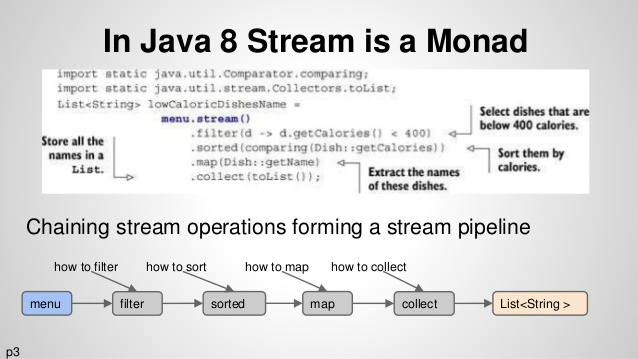 In Java 8 Stream is a Monad
import static java.util.Comparator.comparing;
import static java.util.stream.Collectors.toList;
List<String> lowCaloricDishesName =
menu.stream()
.filter(d -> d.getCalories() < 400)
.sorted(comparing(Dish::getCalories))
.map(Dish::getName)
.collect(toList());
Select dishes that are
below 400 calories.
Sort them by
calories.
Store all the
names in a
List.
Extract the names
of these dishes.
Chaining stream operations forming a stream pipeline
how to filter how to sort how to map how to collect
menu filter sorted map collect List<String >
p3